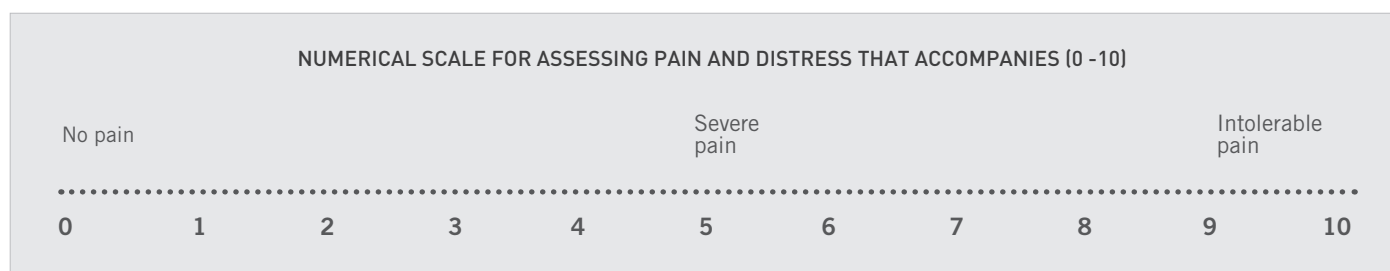 NUMERICAL SCALE FOR ASSESSING PAIN AND DISTRESS THAT ACCOMPANIES (0 -10)
No pain
Severe
pain
Intolerable
pain
0 1 2 3 4 5 6 7 8 9 10